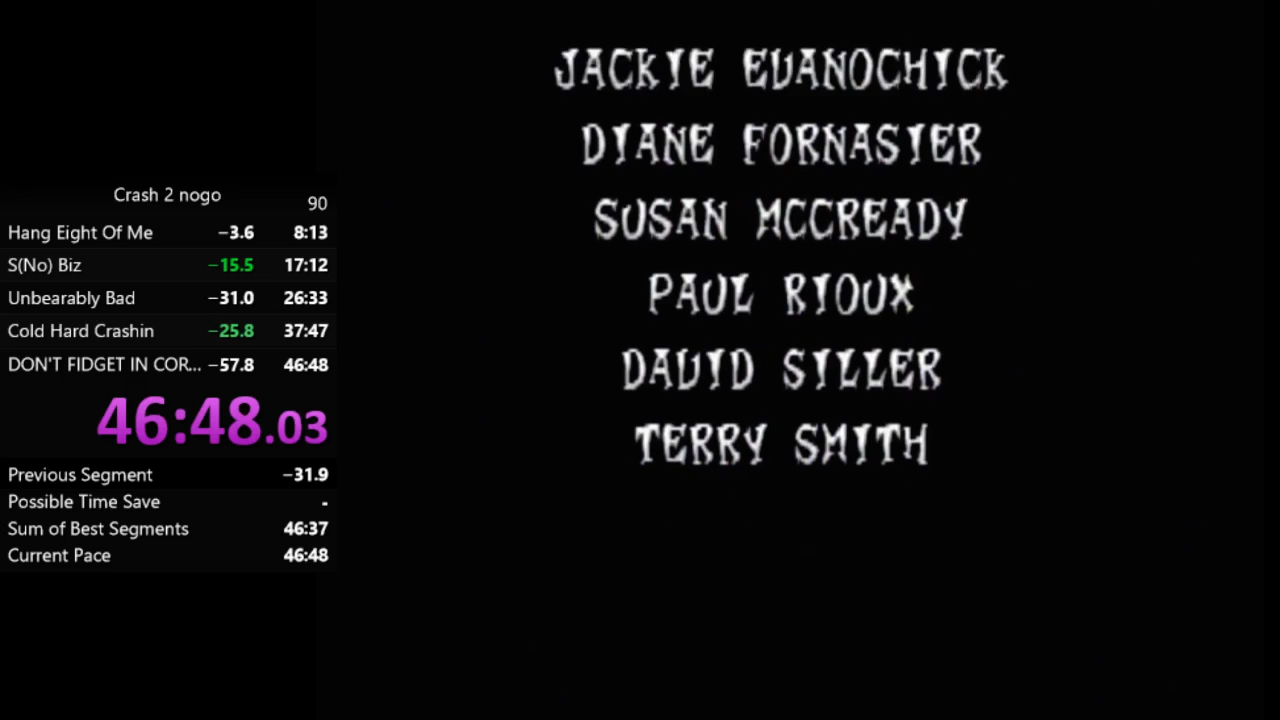 Crash 2 nogo
90
Hang Eight Of Me −3.6 8:13
S(No) Biz −15.5 17:12
Unbearably Bad −31.0 26:33
Cold Hard Crashin −25.8 37:47
DON'T FIDGET IN COR... −57.8 46:48
46:48.03
Previous Segment −31.9
Possible Time Save -
Sum of Best Segments 46:37
Current Pace 46:48
JACKIE EVANOCHICK
DIANE FORNASIER
SUSAN MCCREADY
PAUL RIOUX
DAVID SILLER
TERRY SMITH